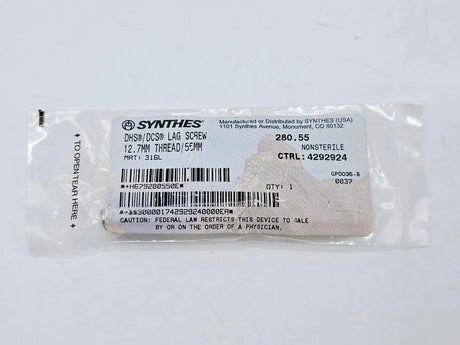 SYNTHES®
Manufactured or Distributed by SYNTHES (USA)
1101 Synthes Avenue, Monument, CO 80132
DHS®/DCS® LAG SCREW
280.55
12.7MM THREAD/55MM
NONSTERILE
MAT: 316L
CTRL:4292924
GP0036-B
*+H679280550E*
QTY: 1
0037
*+$$300001742929240000ER*
CAUTION: FEDERAL LAW RESTRICTS THIS DEVICE TO SALE
BY OR ON THE ORDER OF A PHYSICIAN.
TO OPEN TEAR HERE